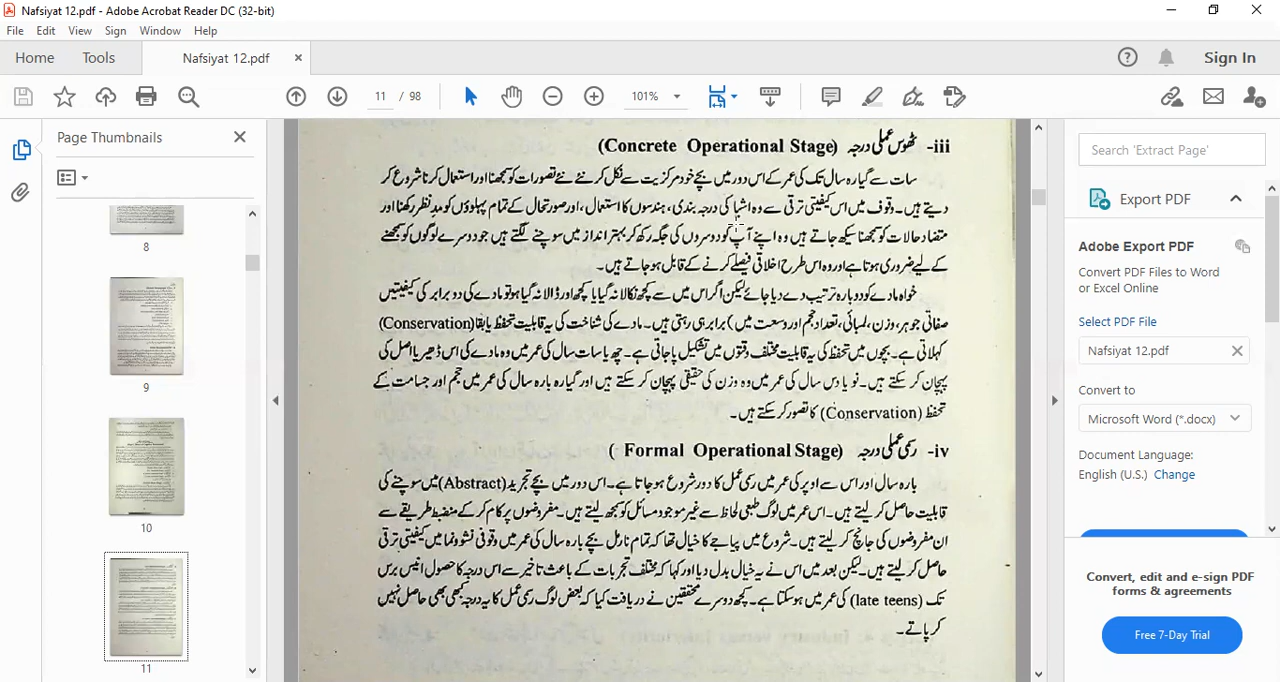 Nafsiyat 12.pdf - Adobe Acrobat Reader DC (32-bit)
File Edit View Sign Window Help
Home Tools Nafsiyat 12.pdf × Sign In
11 / 98 101%
Page Thumbnails
8
9
10
11
iii- ٹھوس عملی درجہ (Concrete Operational Stage)
سات سے گیارہ سال تک کی عمر کے اس دور میں بچے خود مرکزیت سے نکل کر نئے نئے تصورات کو سمجھنا اور استعمال کرنا شروع کر
دیتے ہیں۔ وقوف میں اس کیفیتی ترقی سے وہ اشیا کی درجہ بندی، ہندسوں کا استعمال، اور صورتحال کے تمام پہلوؤں کو مدِ نظر رکھنا اور
متضاد حالات کو سمجھنا سیکھ جاتے ہیں وہ اپنے آپ کو دوسروں کی جگہ رکھ کر بہتر انداز میں سوچنے لگتے ہیں جو دوسرے لوگوں کو سمجھنے
کے لیے ضروری ہوتا ہے اور وہ اس طرح اخلاقی فیصلے کرنے کے قابل ہو جاتے ہیں۔
خواہ مادے کو دوبارہ ترتیب دے دیا جائے لیکن اگر اس میں سے کچھ نکالا نہ گیا یا کچھ اور ڈالا نہ گیا ہو تو مادے کی دو برابر کی کیفیتیں
صفاتی جوہر، وزن، لمبائی، تعداد حجم اور وسعت میں) برابر ہی رہتی ہیں۔ مادے کی شناخت کی یہ قابلیت تحفظ یا بقا (Conservation)
کہلاتی ہے۔ بچوں میں تحفظ کی یہ قابلیت مختلف وقتوں میں تشکیل پا جاتی ہے۔ چھ یا سات سال کی عمر میں وہ مادے کی اس ڈھیر یا اصل کی
پہچان کر سکتے ہیں۔ نو یا دس سال کی عمر میں وہ وزن کی حقیقی پہچان کر سکتے ہیں اور گیارہ بارہ سال کی عمر میں حجم اور جسامت کے
تحفظ (Conservation) کا تصور کر سکتے ہیں۔
iv- رسمی عملی درجہ (Formal Operational Stage )
بارہ سال اور اس سے اوپر کی عمر میں رسمی عمل کا دور شروع ہو جاتا ہے۔ اس دور میں بچے تجرید (Abstract) میں سوچنے کی
قابلیت حاصل کر لیتے ہیں۔ اس عمر میں لوگ طبعی لحاظ سے غیر موجود مسائل کو سمجھ لیتے ہیں۔ مفروضوں پر کام کر کے منضبط طریقے سے
ان مفروضوں کی جانچ کر لیتے ہیں۔ شروع میں پیاجے کا خیال تھا کہ تمام نارمل بچے بارہ سال کی عمر میں وقوفی نشوونما میں کیفیتی ترقی
حاصل کر لیتے ہیں۔ لیکن بعد میں اس نے یہ خیال بدل دیا اور کہا کہ مختلف تجربات کے باعث تاخیر سے اس درجہ کا حصول انیس برس
تک (late teens) کی عمر میں ہو سکتا ہے۔ کچھ دوسرے محققین نے دریافت کیا کہ بعض لوگ رسمی عمل کا یہ درجہ کبھی بھی حاصل نہیں
کر پاتے۔
Search 'Extract Page'
Export PDF
Adobe Export PDF
Convert PDF Files to Word
or Excel Online
Select PDF File
Nafsiyat 12.pdf
Convert to
Microsoft Word (*.docx)
Document Language:
English (U.S.) Change
Convert, edit and e-sign PDF
forms & agreements
Free 7-Day Trial